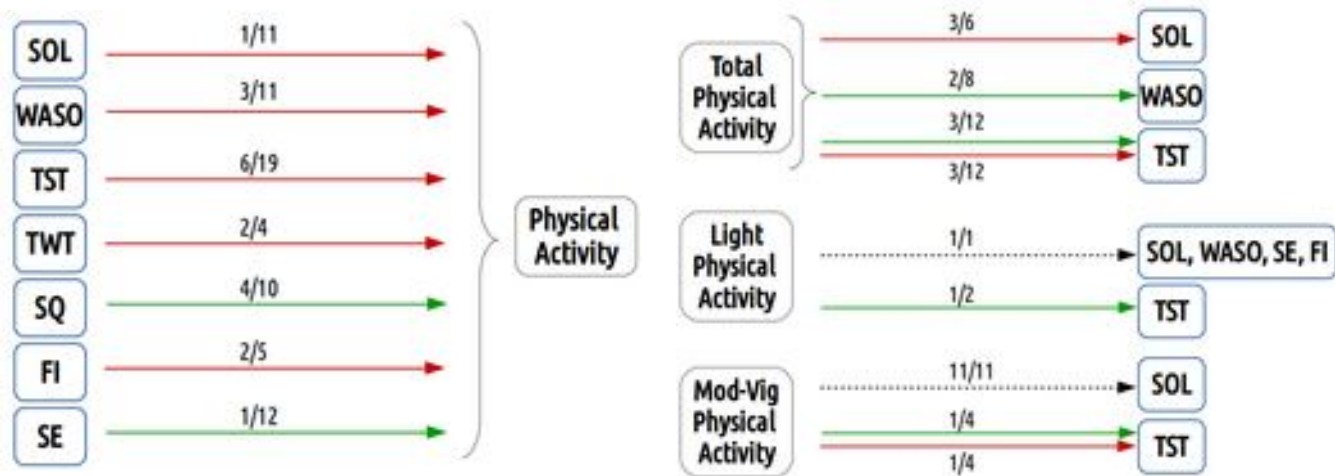 SOL
1/11
WASO
3/11
TST
6/19
TWT
2/4
SQ
4/10
FI
2/5
SE
1/12
Physical
Activity
Total
Physical
Activity
3/6
SOL
2/8
WASO
3/12
TST
3/12
Light
Physical
Activity
1/1
SOL, WASO, SE, FI
1/2
TST
Mod-Vig
Physical
Activity
11/11
SOL
1/4
TST
1/4